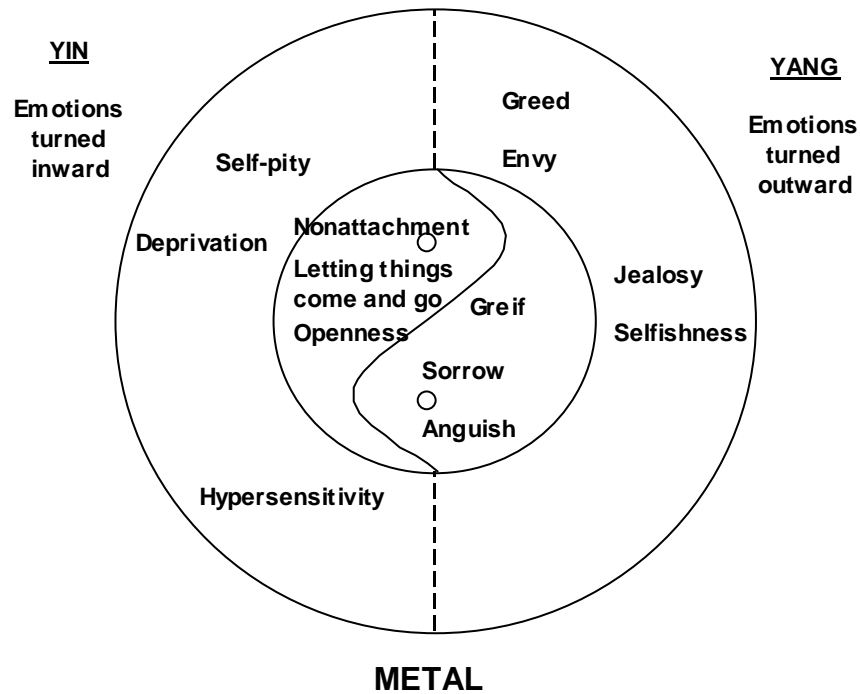 YIN
Emotions
turned
inward
YANG
Emotions
turned
outward
Greed
Envy
Self-pity
Deprivation
Nonattachment
Letting things
come and go
Openness
Greif
Sorrow
Anguish
Jealosy
Selfishness
Hypersensitivity
METAL